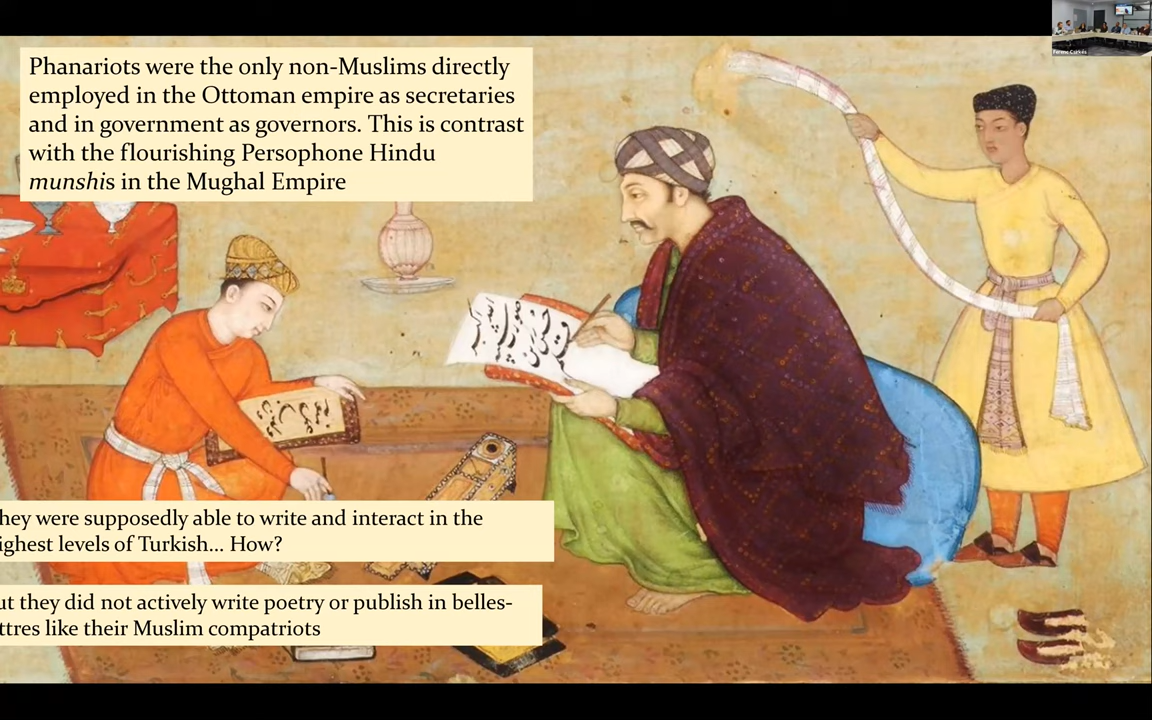 Phanariots were the only non-Muslims directly
employed in the Ottoman empire as secretaries
and in government as governors. This is contrast
with the flourishing Persophone Hindu
munshis in the Mughal Empire
hey were supposedly able to write and interact in the
ighest levels of Turkish... How?
ut they did not actively write poetry or publish in belles-
ttres like their Muslim compatriots